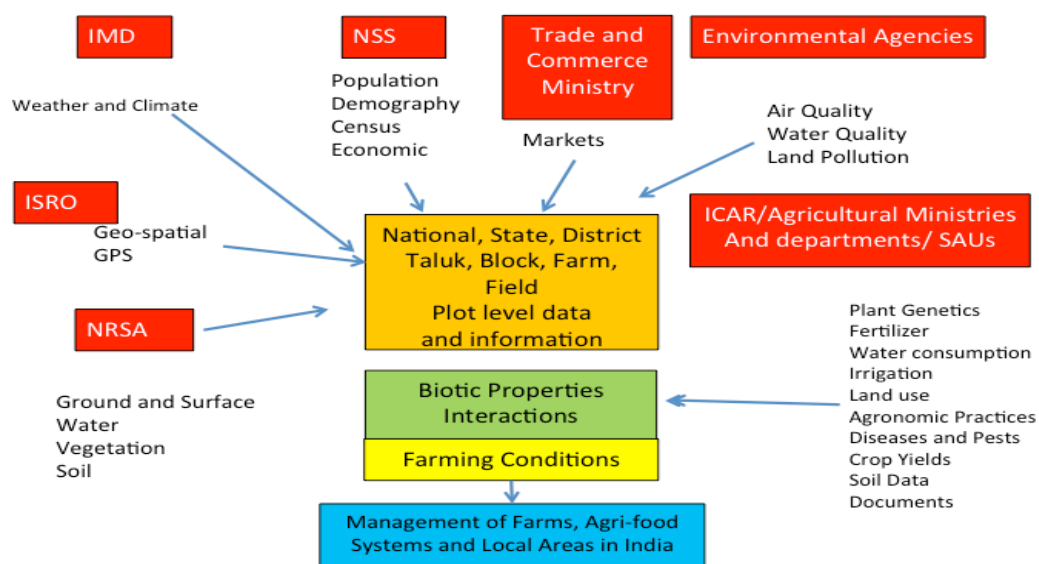 IMD
Weather and Climate
NSS
Population
Demography
Census
Economic
Trade and
Commerce
Ministry
Markets
Environmental Agencies
Air Quality
Water Quality
Land Pollution
ISRO
Geo-spatial
GPS
National, State, District
Taluk, Block, Farm,
Field
Plot level data
and information
ICAR/Agricultural Ministries
And departments/ SAUs
NRSA
Ground and Surface
Water
Vegetation
Soil
Biotic Properties
Interactions
Farming Conditions
Plant Genetics
Fertilizer
Water consumption
Irrigation
Land use
Agronomic Practices
Diseases and Pests
Crop Yields
Soil Data
Documents
Management of Farms, Agri-food
Systems and Local Areas in India